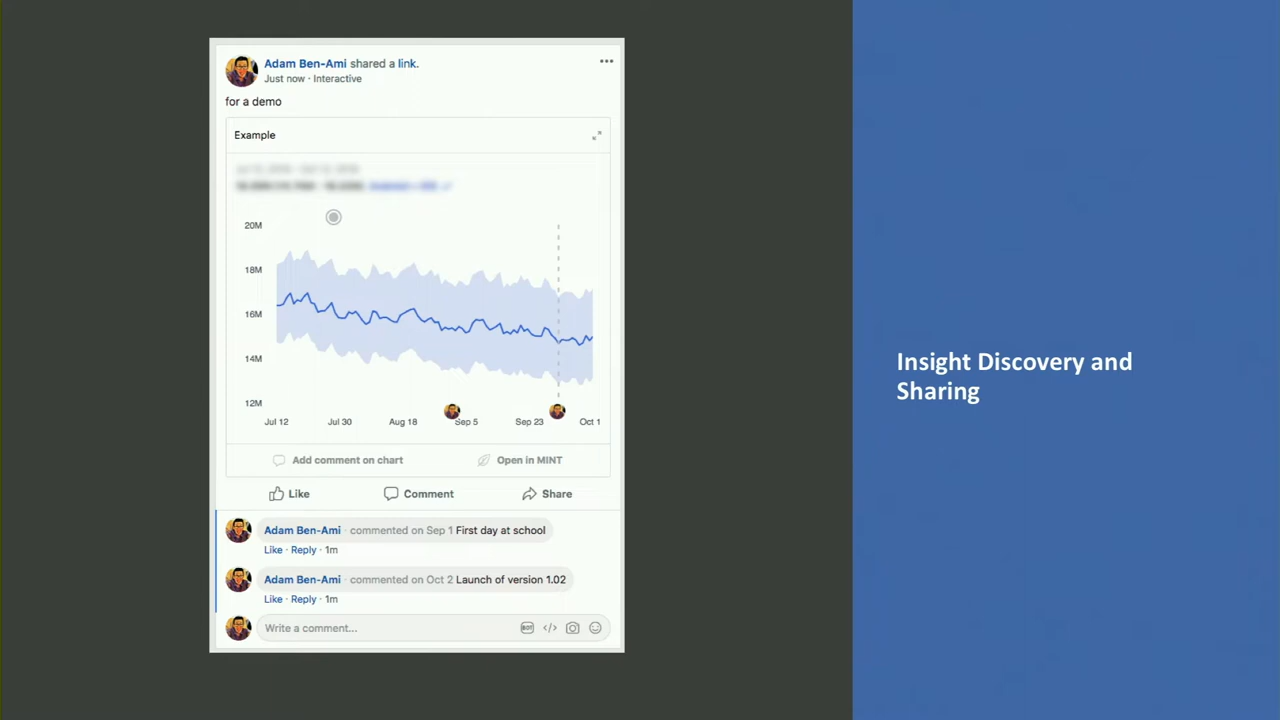 Adam Ben-Ami shared a link.
Just now · Interactive
for a demo
Example
20M
18M
16M
14M
12M
Jul 12 Jul 30 Aug 18 Sep 5 Sep 23 Oct 1
Add comment on chart Open in MINT
Like Comment Share
Adam Ben-Ami · commented on Sep 1 First day at school
Like · Reply · 1m
Adam Ben-Ami · commented on Oct 2 Launch of version 1.02
Like · Reply · 1m
Write a comment...
Insight Discovery and
Sharing